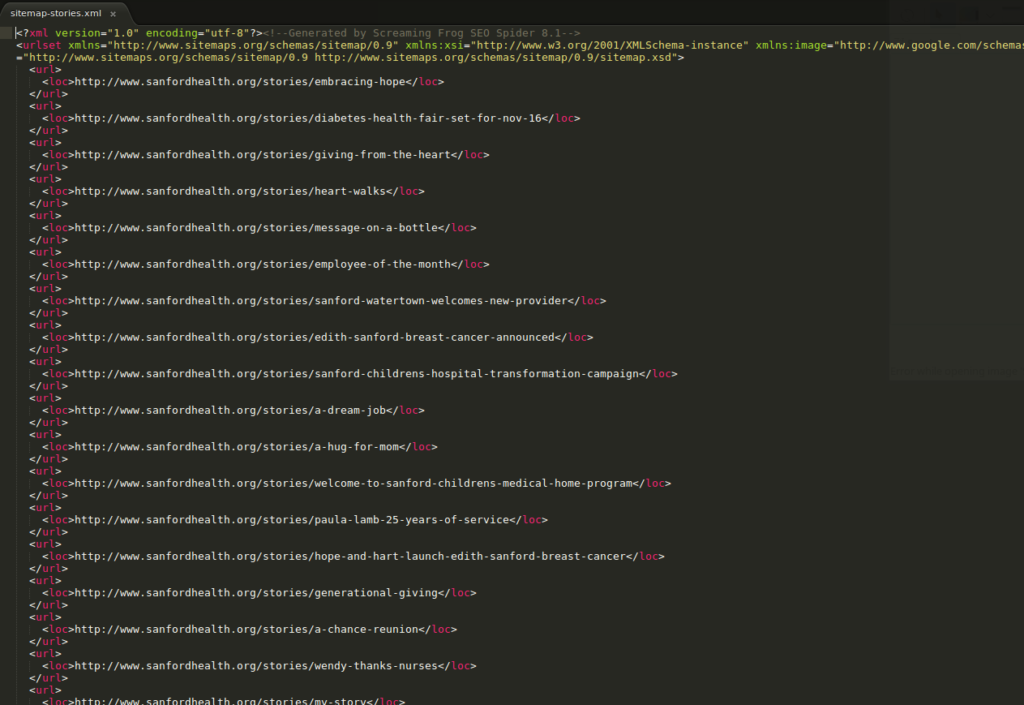 sitemap-stories.xml ×
<?xml version="1.0" encoding="utf-8"?><!--Generated by Screaming Frog SEO Spider 8.1-->
<urlset xmlns="http://www.sitemaps.org/schemas/sitemap/0.9" xmlns:xsi="http://www.w3.org/2001/XMLSchema-instance" xmlns:image="http://www.google.com/schemas
="http://www.sitemaps.org/schemas/sitemap/0.9 http://www.sitemaps.org/schemas/sitemap/0.9/sitemap.xsd">
<url>
<loc>http://www.sanfordhealth.org/stories/embracing-hope</loc>
</url>
<url>
<loc>http://www.sanfordhealth.org/stories/diabetes-health-fair-set-for-nov-16</loc>
</url>
<url>
<loc>http://www.sanfordhealth.org/stories/giving-from-the-heart</loc>
</url>
<url>
<loc>http://www.sanfordhealth.org/stories/heart-walks</loc>
</url>
<url>
<loc>http://www.sanfordhealth.org/stories/message-on-a-bottle</loc>
</url>
<url>
<loc>http://www.sanfordhealth.org/stories/employee-of-the-month</loc>
</url>
<url>
<loc>http://www.sanfordhealth.org/stories/sanford-watertown-welcomes-new-provider</loc>
</url>
<url>
<loc>http://www.sanfordhealth.org/stories/edith-sanford-breast-cancer-announced</loc>
</url>
<url>
<loc>http://www.sanfordhealth.org/stories/sanford-childrens-hospital-transformation-campaign</loc>
</url>
<url>
<loc>http://www.sanfordhealth.org/stories/a-dream-job</loc>
</url>
<url>
<loc>http://www.sanfordhealth.org/stories/a-hug-for-mom</loc>
</url>
<url>
<loc>http://www.sanfordhealth.org/stories/welcome-to-sanford-childrens-medical-home-program</loc>
</url>
<url>
<loc>http://www.sanfordhealth.org/stories/paula-lamb-25-years-of-service</loc>
</url>
<url>
<loc>http://www.sanfordhealth.org/stories/hope-and-hart-launch-edith-sanford-breast-cancer</loc>
</url>
<url>
<loc>http://www.sanfordhealth.org/stories/generational-giving</loc>
</url>
<url>
<loc>http://www.sanfordhealth.org/stories/a-chance-reunion</loc>
</url>
<url>
<loc>http://www.sanfordhealth.org/stories/wendy-thanks-nurses</loc>
</url>
<url>
<loc>http://www.sanfordhealth.org/stories/my-story</loc>